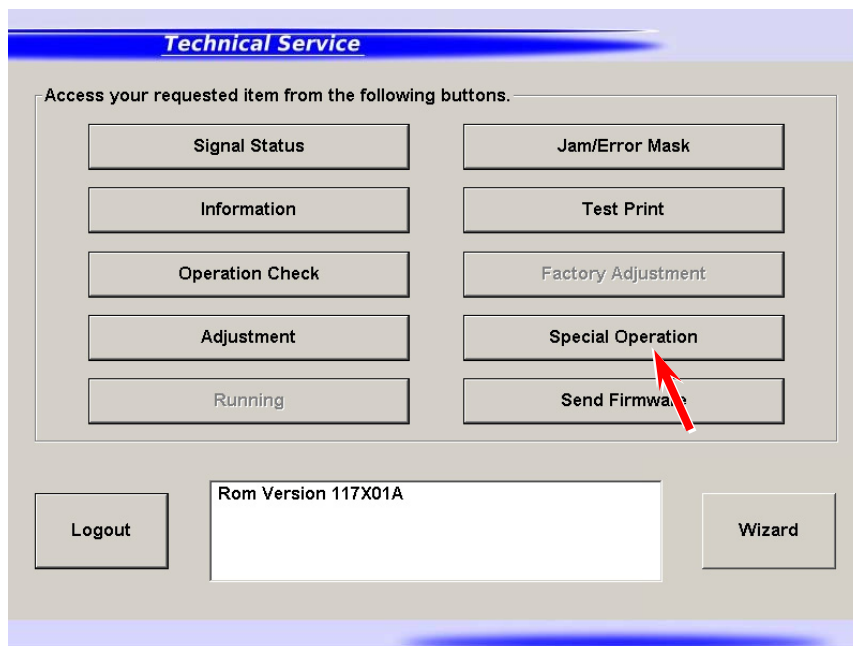 Technical Service
Access your requested item from the following buttons.
Signal Status
Jam/Error Mask
Information
Test Print
Operation Check
Factory Adjustment
Adjustment
Special Operation
Running
Send Firmware
Logout
Rom Version 117X01A
Wizard